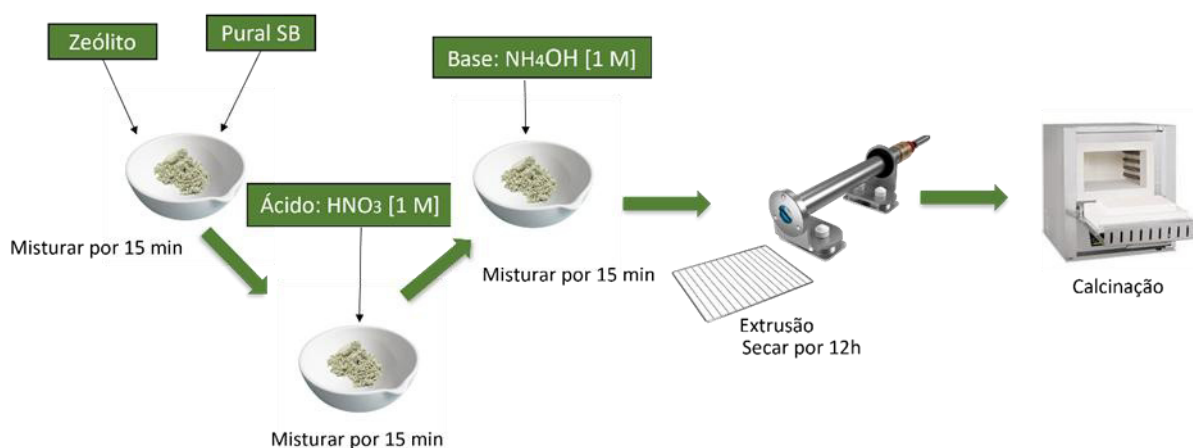 Zeólito
Pural SB
Misturar por 15 min
Ácido: HNO3 [1 M]
Misturar por 15 min
Base: NH4OH [1 M]
Misturar por 15 min
Extrusão
Secar por 12h
Calcinação